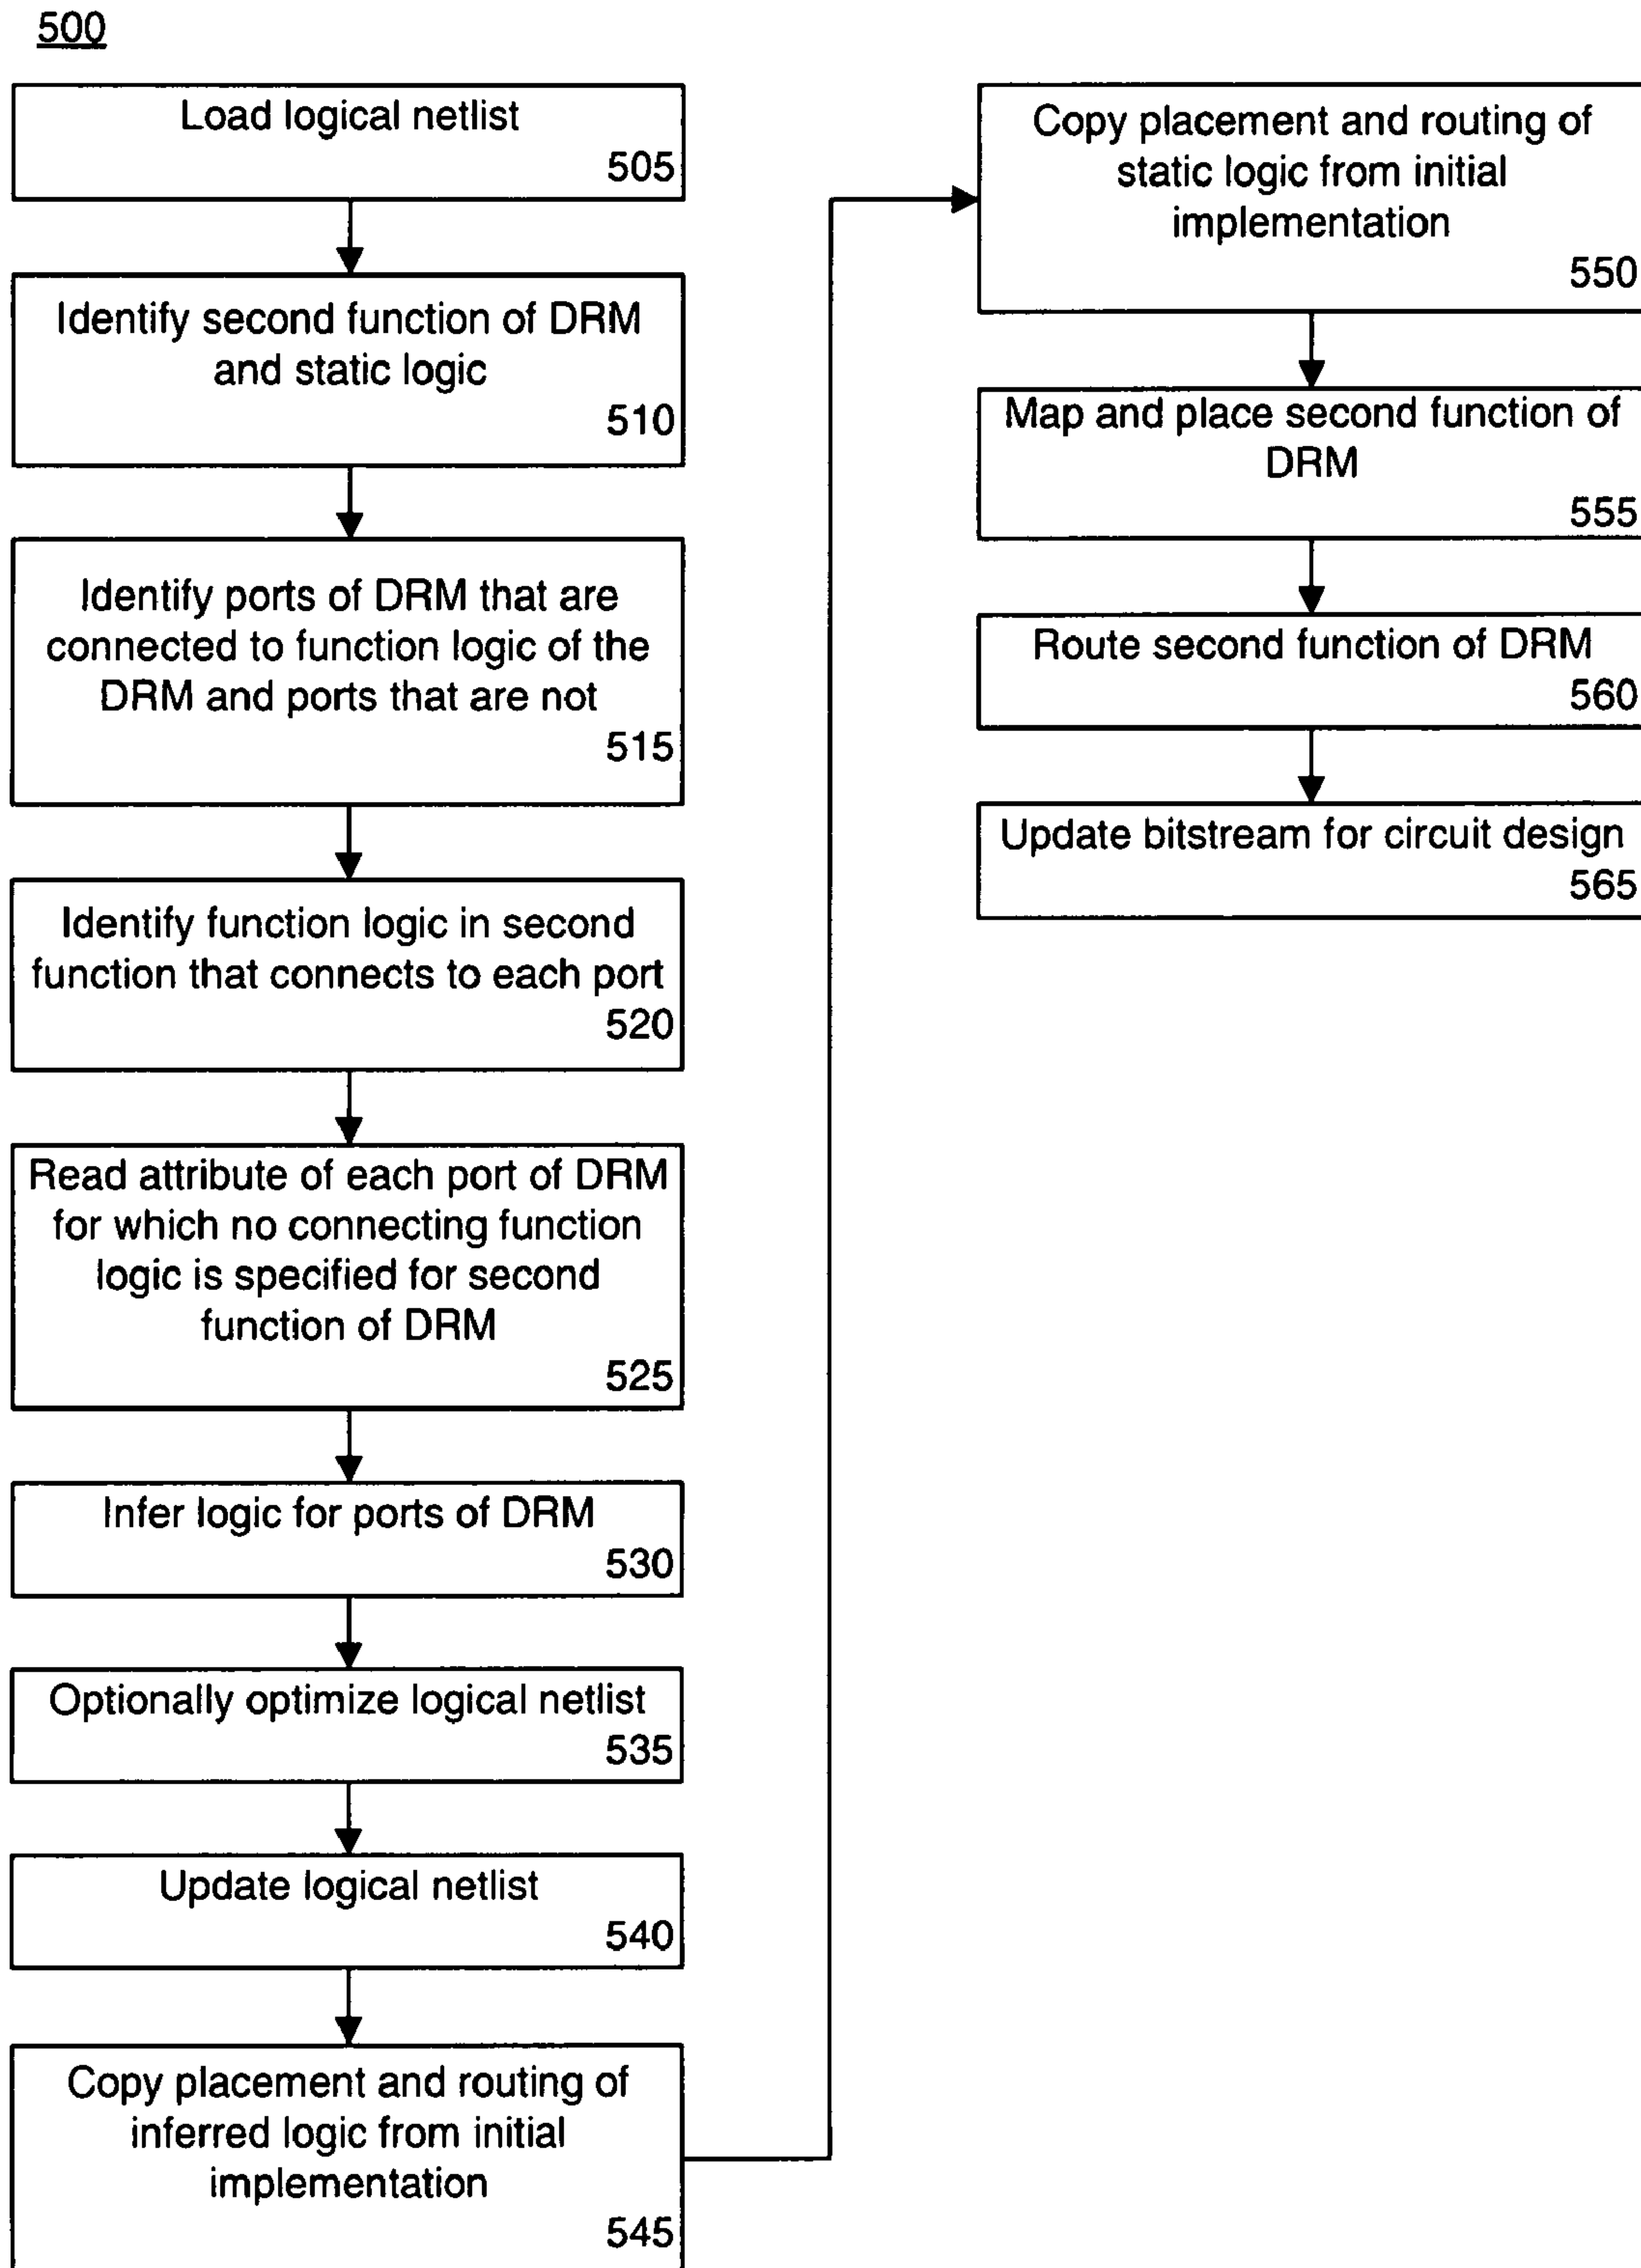 500
Load logical netlist
505
Identify second function of DRM
and static logic
510
Identify ports of DRM that are
connected to function logic of the
DRM and ports that are not
515
Identify function logic in second
function that connects to each port
520
Read attribute of each port of DRM
for which no connecting function
logic is specified for second
function of DRM
525
Infer logic for ports of DRM
530
Optionally optimize logical netlist
535
Update logical netlist
540
Copy placement and routing of
inferred logic from initial
implementation
545
Copy placement and routing of
static logic from initial
implementation
550
Map and place second function of
DRM
555
Route second function of DRM
560
Update bitstream for circuit design
565